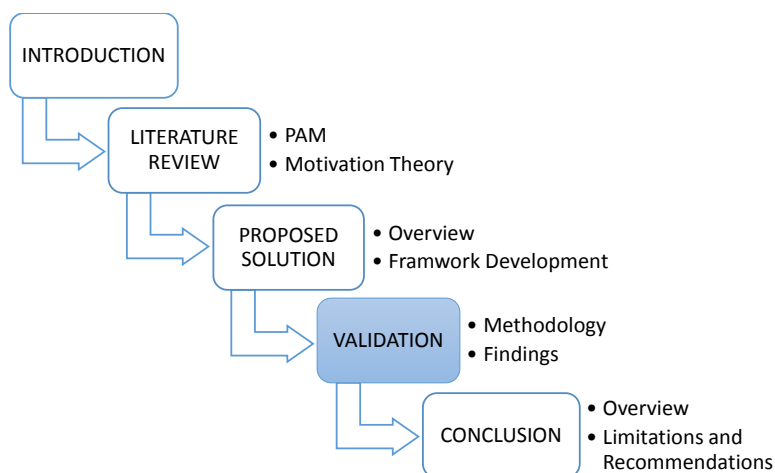 INTRODUCTION
LITERATURE
REVIEW
• PAM
• Motivation Theory
PROPOSED
SOLUTION
• Overview
• Framwork Development
VALIDATION
• Methodology
• Findings
CONCLUSION
• Overview
• Limitations and
Recommendations